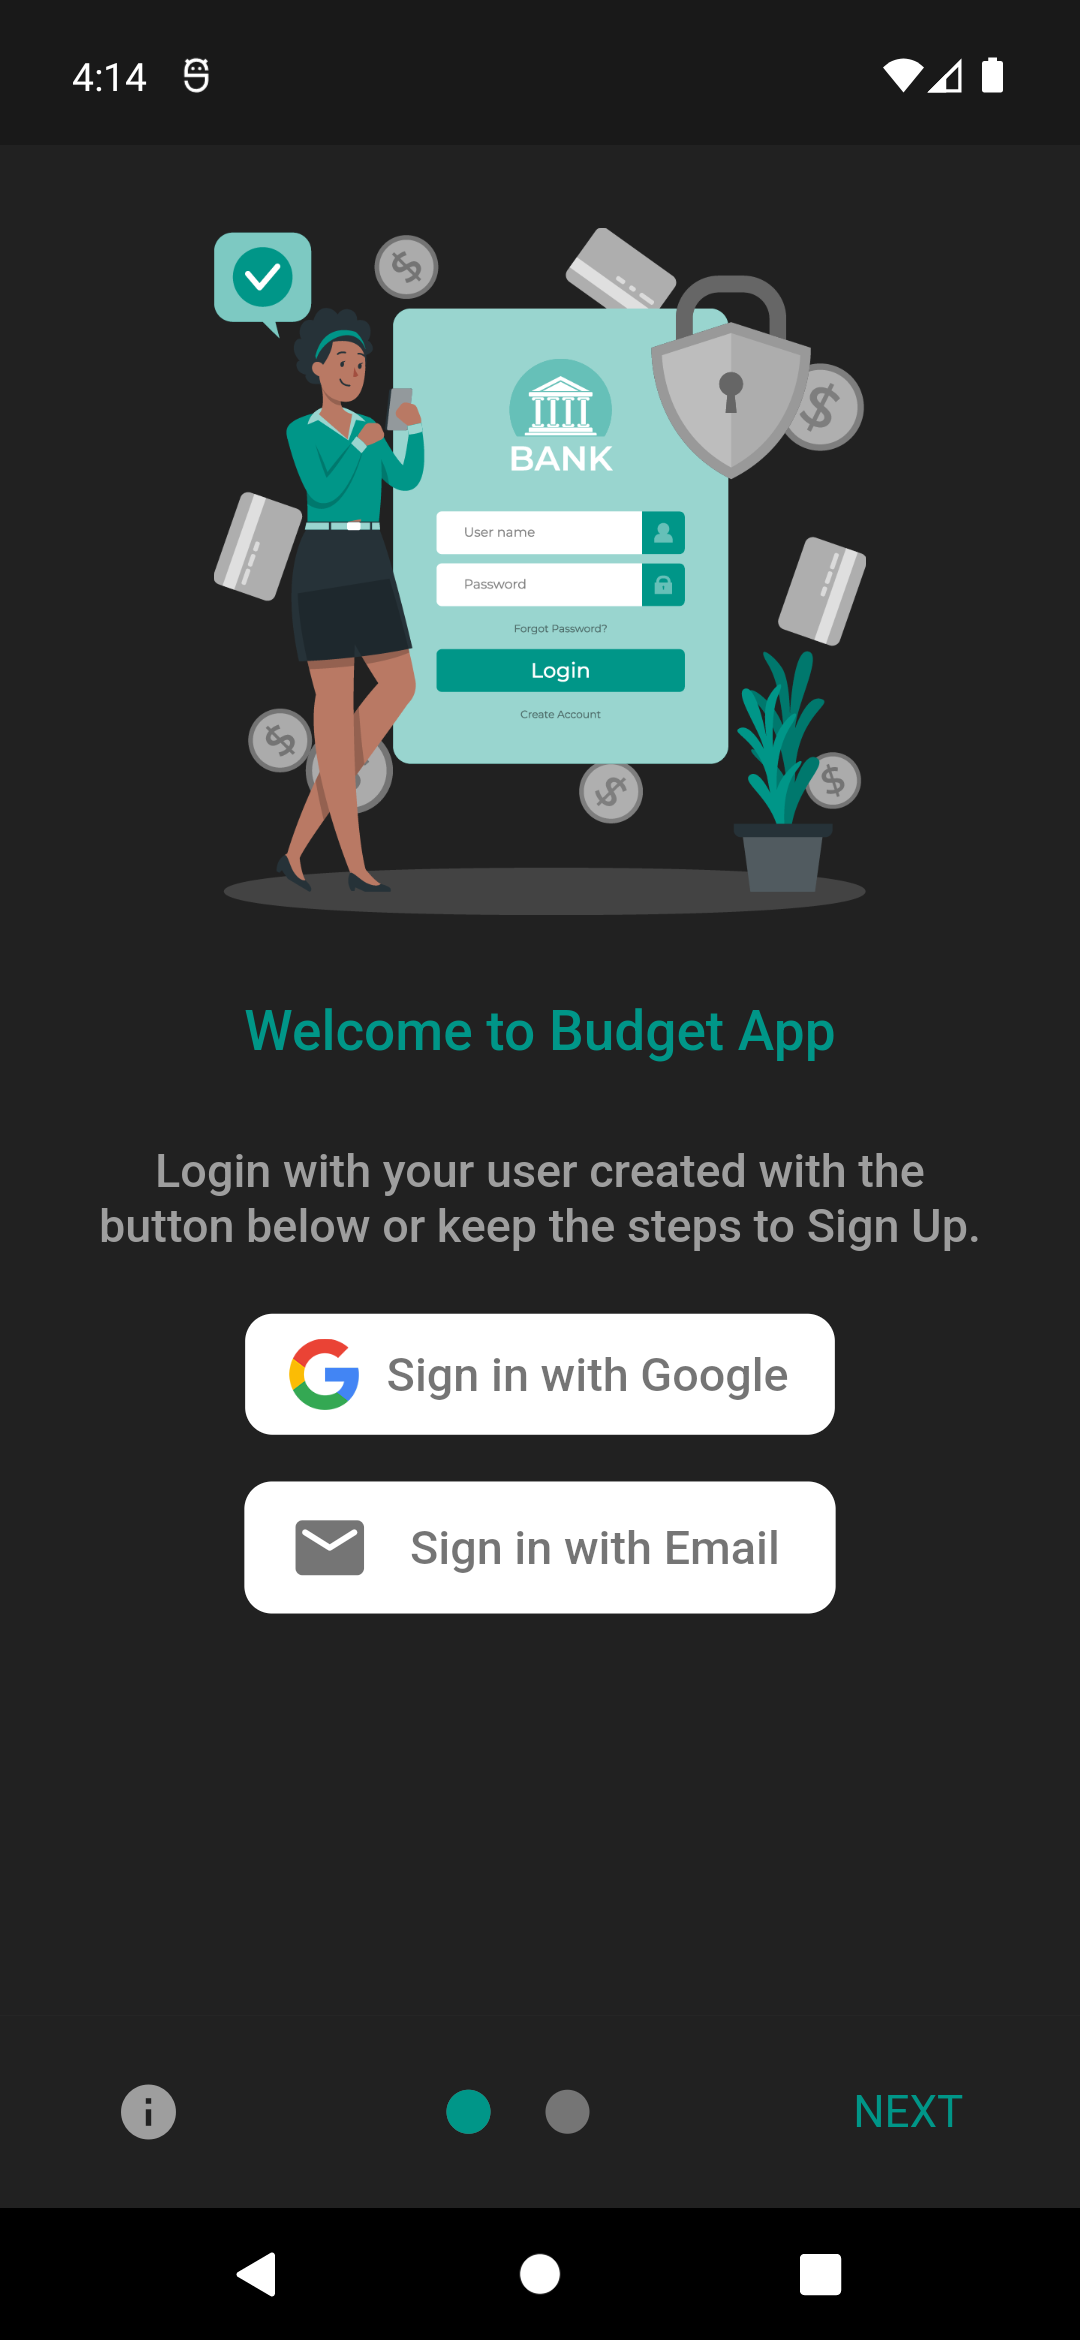 4:14
BANK
User name
Password
Forgot Password?
Login
Create Account
Welcome to Budget App
Login with your user created with the
button below or keep the steps to Sign Up.
Sign in with Google
Sign in with Email
NEXT